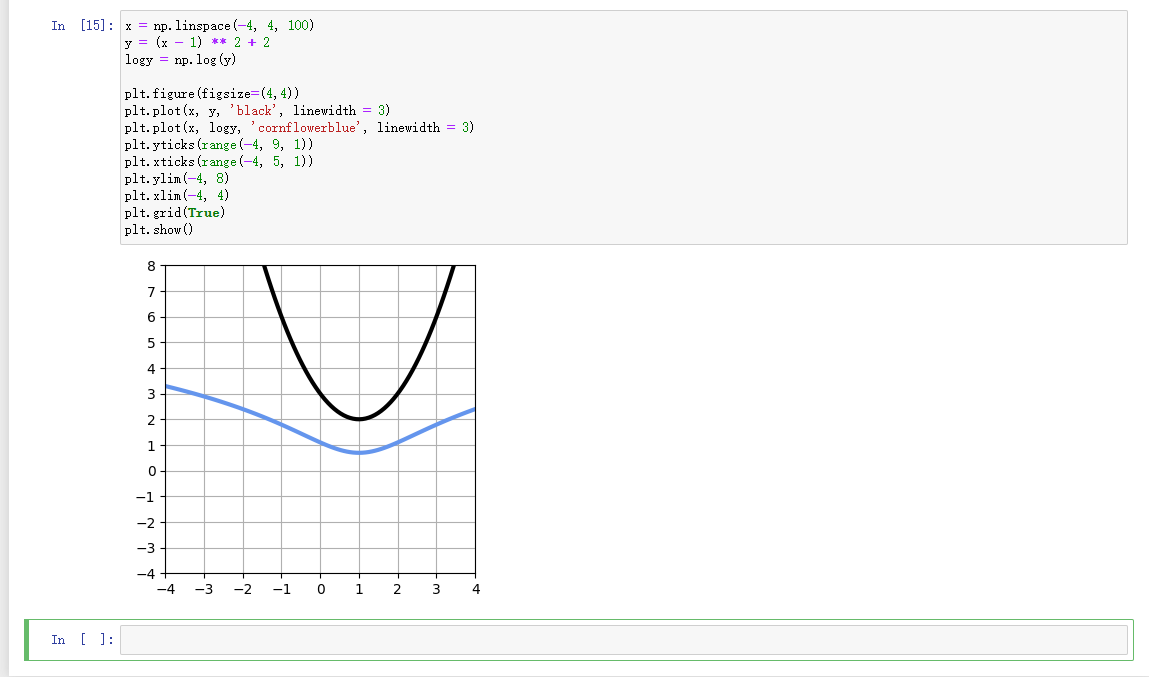 In [15]:
x = np.linspace(-4, 4, 100)
y = (x - 1) ** 2 + 2
logy = np.log(y)
plt.figure(figsize=(4,4))
plt.plot(x, y, 'black', linewidth = 3)
plt.plot(x, logy, 'cornflowerblue', linewidth = 3)
plt.yticks(range(-4, 9, 1))
plt.xticks(range(-4, 5, 1))
plt.ylim(-4, 8)
plt.xlim(-4, 4)
plt.grid(True)
plt.show()
8
7
6
5
4
3
2
1
0
−1
−2
−3
−4
−4 −3 −2 −1 0 1 2 3 4
In [ ]: